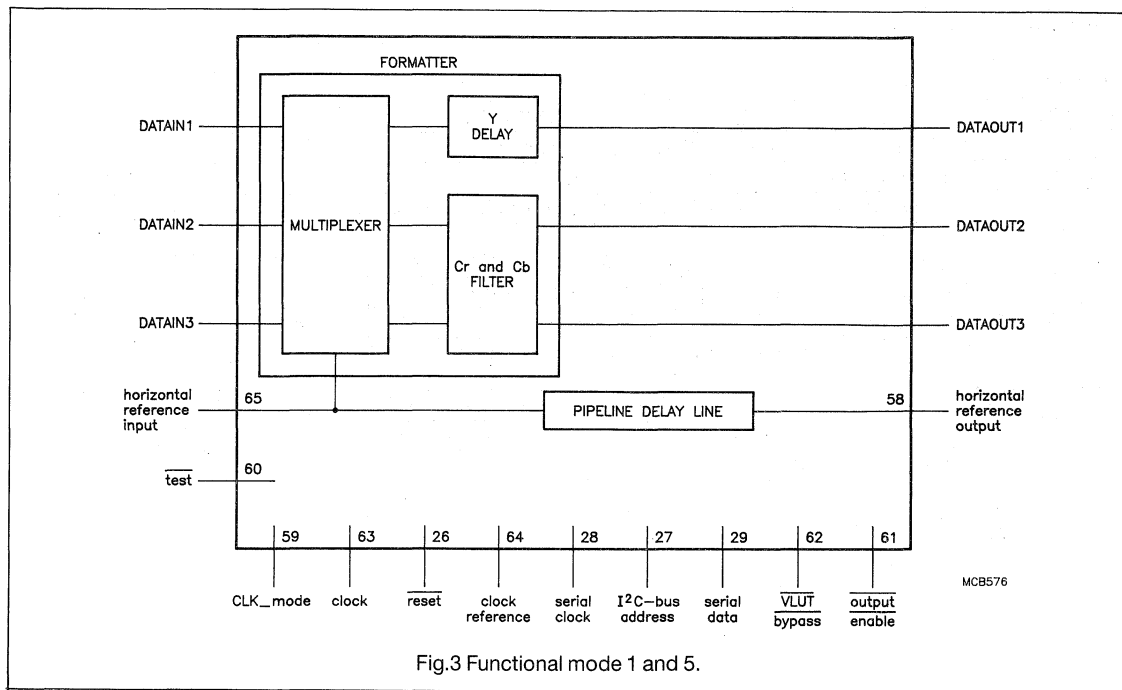 FORMATTER
DATAIN1
Y
DELAY
DATAOUT1
DATAIN2
MULTIPLEXER
Cr and Cb
FILTER
DATAOUT2
DATAIN3
DATAOUT3
horizontal
reference
input
65
PIPELINE DELAY LINE
58
horizontal
reference
output
test
60
59
63
26
64
28
27
29
62
61
CLK_mode
clock
reset
clock
reference
serial
clock
I²C-bus
address
serial
data
VLUT
bypass
output
enable
MCB576
Fig.3 Functional mode 1 and 5.